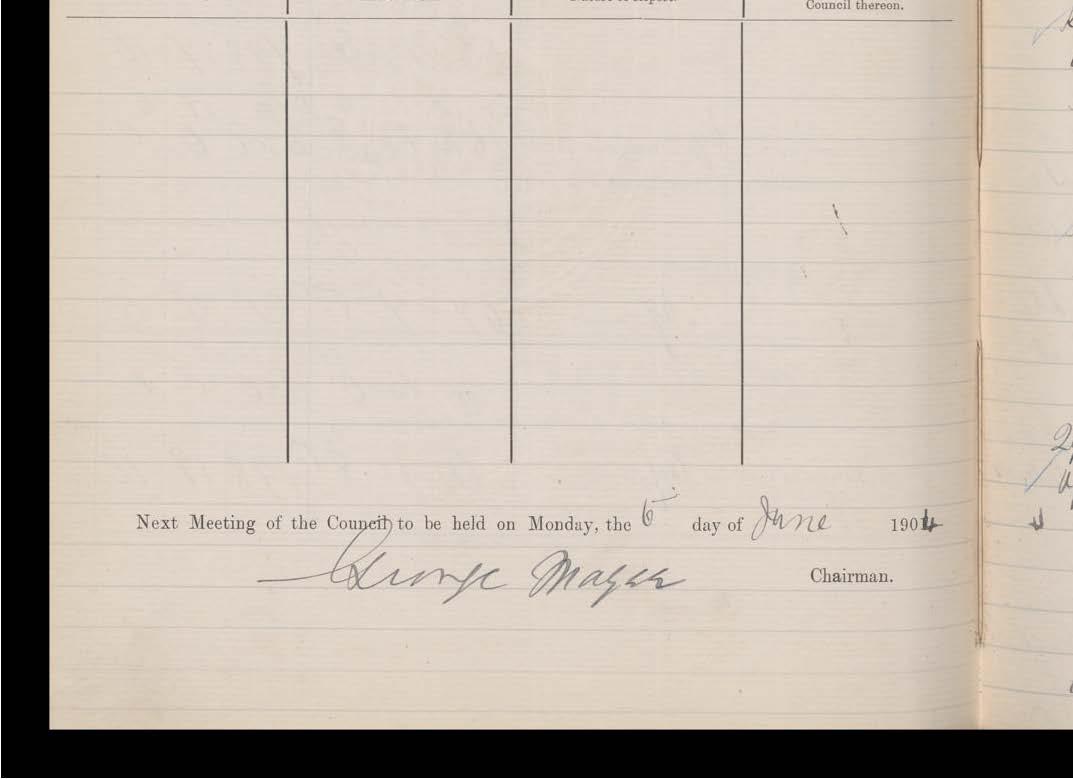 Council thereon.
Next Meeting of the Council to be held on Monday, the 6 day of June 1904
George Chairman.